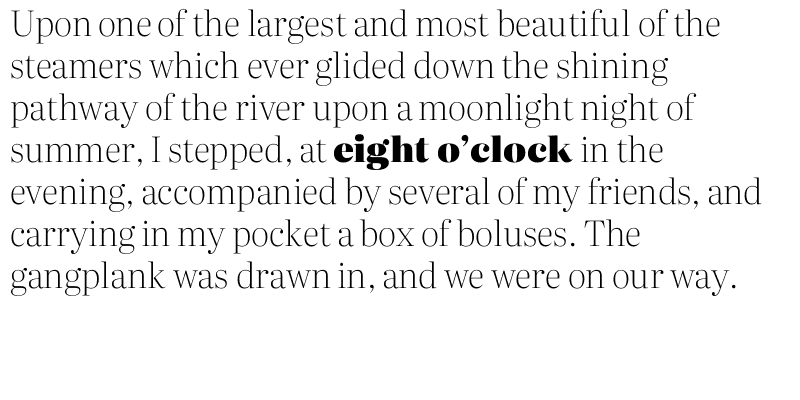 Upon one of the largest and most beautiful of the
steamers which ever glided down the shining
pathway of the river upon a moonlight night of
summer, I stepped, at eight o’clock in the
evening, accompanied by several of my friends, and
carrying in my pocket a box of boluses. The
gangplank was drawn in, and we were on our way.